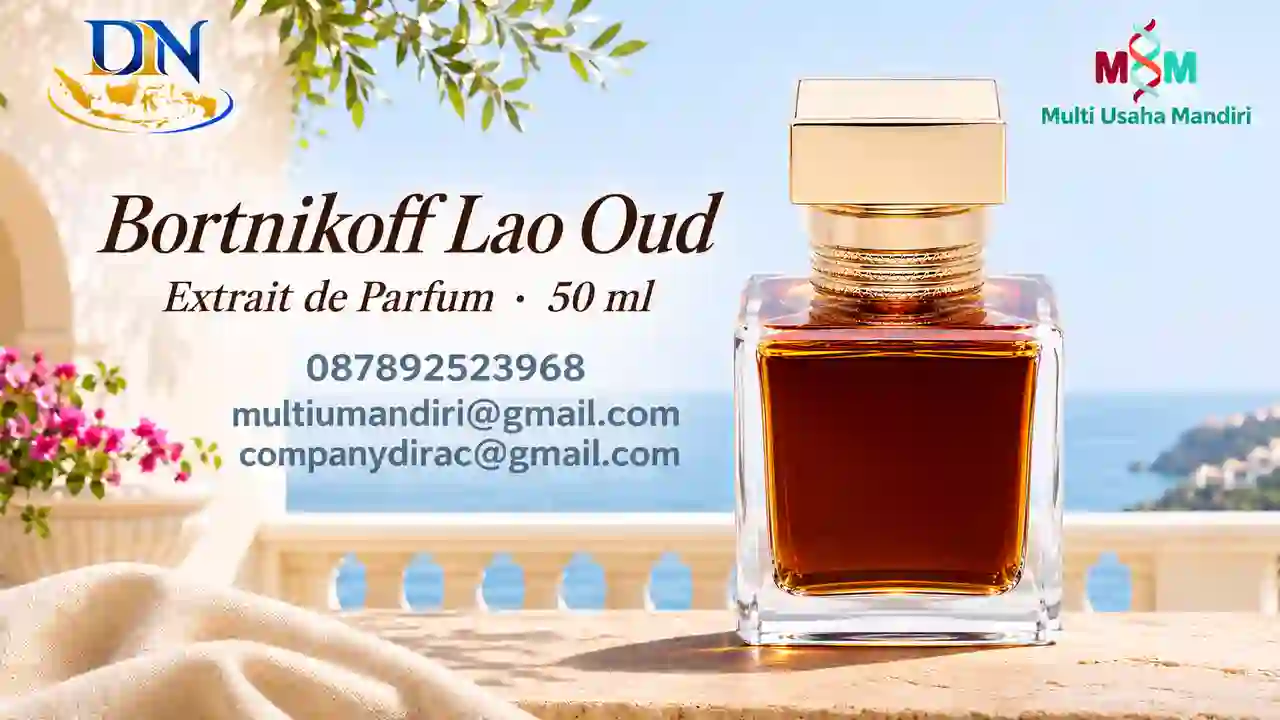 DN
MSM
Multi Usaha Mandiri
Bortnikoff Lao Oud
Extrait de Parfum · 50 ml
087892523968
multiumandiri@gmail.com
companydirac@gmail.com